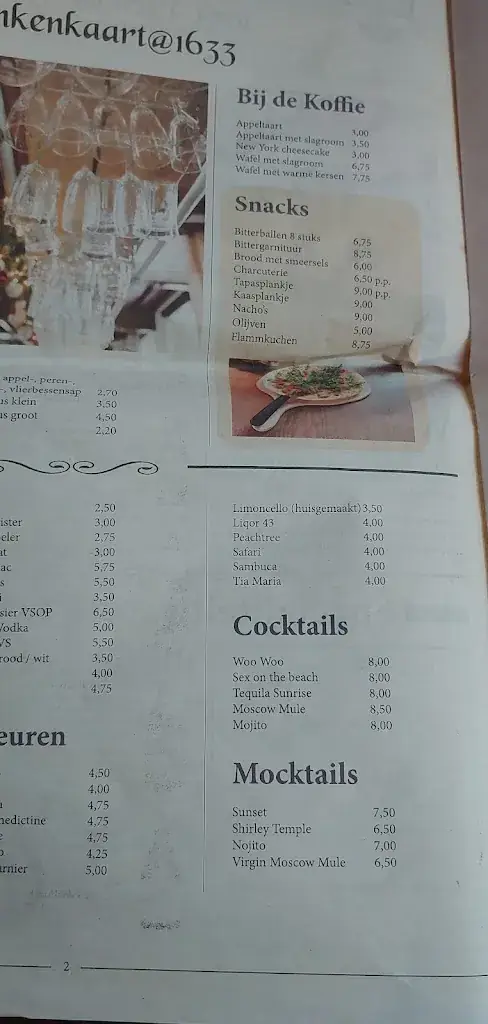 nkenkaart@1633
appel-, peren-,
-, vlierbessensap 2,70
us klein 3,50
us groot 4,50
2,20
2,50
ister 3,00
eler 2,75
at 3,00
ac 5,75
s 5,50
i 3,50
sier VSOP 6,50
Vodka 5,00
VS 5,50
rood / wit 3,50
4,00
4,75
euren
4,50
4,00
a 4,75
nedictine 4,75
e 4,75
o 4,25
arnier 5,00
Bij de Koffie
Appeltaart 3,00
Appeltaart met slagroom 3,50
New York cheesecake 3,00
Wafel met slagroom 6,75
Wafel met warme kersen 7,75
Snacks
Bitterballen 8 stuks 6,75
Bittergarnituur 8,75
Brood met smeersels 6,00
Charcuterie 6,50 p.p.
Tapasplankje 9,00 p.p.
Kaasplankje 9,00
Nacho's 9,00
Olijven 5,00
Flammkuchen 8,75
Limoncello (huisgemaakt) 3,50
Liqor 43 4,00
Peachtree 4,00
Safari 4,00
Sambuca 4,00
Tia Maria 4,00
Cocktails
Woo Woo 8,00
Sex on the beach 8,00
Tequila Sunrise 8,00
Moscow Mule 8,50
Mojito 8,00
Mocktails
Sunset 7,50
Shirley Temple 6,50
Nojito 7,00
Virgin Moscow Mule 6,50
2